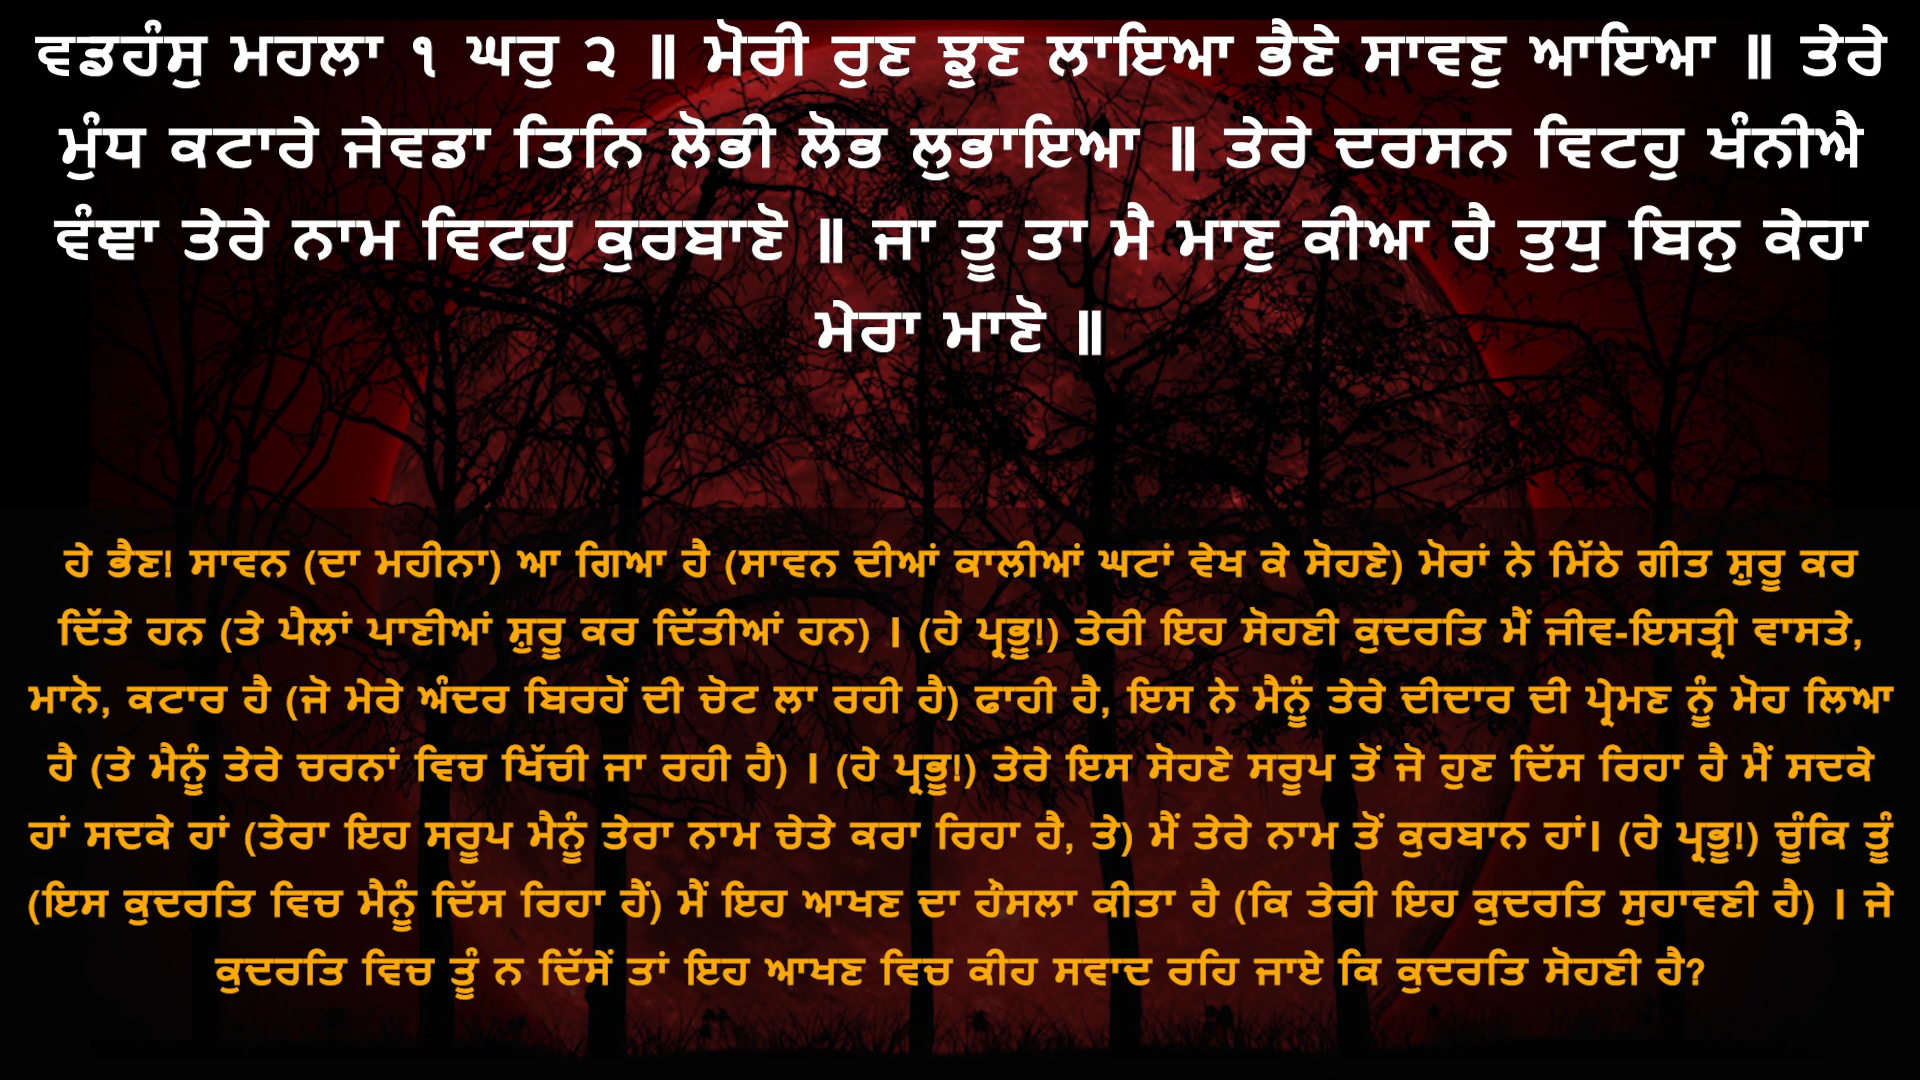 ਵਡਹੰਸੁ ਮਹਲਾ ੧ ਘਰੁ ੨ ॥ ਮੋਰੀ ਰੁਣ ਝੁਣ ਲਾਇਆ ਭੈਣੇ ਸਾਵਣੁ ਆਇਆ ॥ ਤੇਰੇ
ਮੁੰਧ ਕਟਾਰੇ ਜੇਵਡਾ ਤਿਨਿ ਲੋਭੀ ਲੋਭ ਲੁਭਾਇਆ ॥ ਤੇਰੇ ਦਰਸਨ ਵਿਟਹੁ ਖੰਨੀਐ
ਵੰਞਾ ਤੇਰੇ ਨਾਮ ਵਿਟਹੁ ਕੁਰਬਾਣੋ ॥ ਜਾ ਤੂ ਤਾ ਮੈ ਮਾਣੁ ਕੀਆ ਹੈ ਤੁਧੁ ਬਿਨੁ ਕੇਹਾ
ਮੇਰਾ ਮਾਣੋ ॥
ਹੇ ਭੈਣ! ਸਾਵਨ (ਦਾ ਮਹੀਨਾ) ਆ ਗਿਆ ਹੈ (ਸਾਵਨ ਦੀਆਂ ਕਾਲੀਆਂ ਘਟਾਂ ਵੇਖ ਕੇ ਸੋਹਣੇ) ਮੋਰਾਂ ਨੇ ਮਿੱਠੇ ਗੀਤ ਸ਼ੁਰੂ ਕਰ
ਦਿੱਤੇ ਹਨ (ਤੇ ਪੈਲਾਂ ਪਾਣੀਆਂ ਸ਼ੁਰੂ ਕਰ ਦਿੱਤੀਆਂ ਹਨ) । (ਹੇ ਪ੍ਰਭੂ!) ਤੇਰੀ ਇਹ ਸੋਹਣੀ ਕੁਦਰਤਿ ਮੈਂ ਜੀਵ-ਇਸਤ੍ਰੀ ਵਾਸਤੇ,
ਮਾਨੋ, ਕਟਾਰ ਹੈ (ਜੋ ਮੇਰੇ ਅੰਦਰ ਬਿਰਹੋਂ ਦੀ ਚੋਟ ਲਾ ਰਹੀ ਹੈ) ਫਾਹੀ ਹੈ, ਇਸ ਨੇ ਮੈਨੂੰ ਤੇਰੇ ਦੀਦਾਰ ਦੀ ਪ੍ਰੇਮਣ ਨੂੰ ਮੋਹ ਲਿਆ
ਹੈ (ਤੇ ਮੈਨੂੰ ਤੇਰੇ ਚਰਨਾਂ ਵਿਚ ਖਿੱਚੀ ਜਾ ਰਹੀ ਹੈ) । (ਹੇ ਪ੍ਰਭੂ!) ਤੇਰੇ ਇਸ ਸੋਹਣੇ ਸਰੂਪ ਤੋਂ ਜੋ ਹੁਣ ਦਿੱਸ ਰਿਹਾ ਹੈ ਮੈਂ ਸਦਕੇ
ਹਾਂ ਸਦਕੇ ਹਾਂ (ਤੇਰਾ ਇਹ ਸਰੂਪ ਮੈਨੂੰ ਤੇਰਾ ਨਾਮ ਚੇਤੇ ਕਰਾ ਰਿਹਾ ਹੈ, ਤੇ) ਮੈਂ ਤੇਰੇ ਨਾਮ ਤੋਂ ਕੁਰਬਾਨ ਹਾਂ। (ਹੇ ਪ੍ਰਭੂ!) ਚੂੰਕਿ ਤੂੰ
(ਇਸ ਕੁਦਰਤਿ ਵਿਚ ਮੈਨੂੰ ਦਿੱਸ ਰਿਹਾ ਹੈਂ) ਮੈਂ ਇਹ ਆਖਣ ਦਾ ਹੌਸਲਾ ਕੀਤਾ ਹੈ (ਕਿ ਤੇਰੀ ਇਹ ਕੁਦਰਤਿ ਸੁਹਾਵਣੀ ਹੈ) । ਜੇ
ਕੁਦਰਤਿ ਵਿਚ ਤੂੰ ਨ ਦਿੱਸੇਂ ਤਾਂ ਇਹ ਆਖਣ ਵਿਚ ਕੀਹ ਸਵਾਦ ਰਹਿ ਜਾਏ ਕਿ ਕੁਦਰਤਿ ਸੋਹਣੀ ਹੈ?